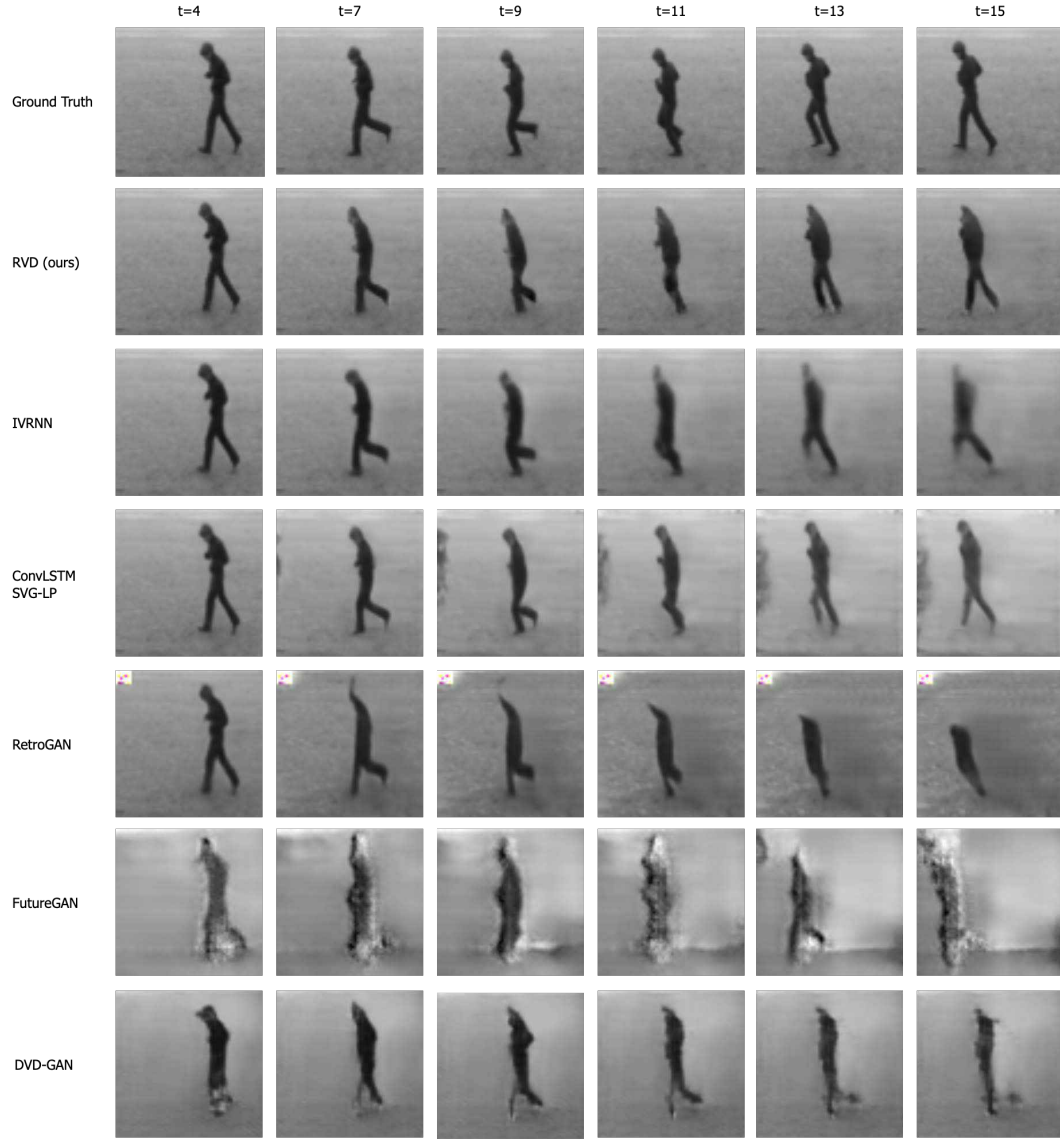 t=4 t=7 t=9 t=11 t=13 t=15
Ground Truth
RVD (ours)
IVRNN
ConvLSTM
SVG-LP
RetroGAN
FutureGAN
DVD-GAN